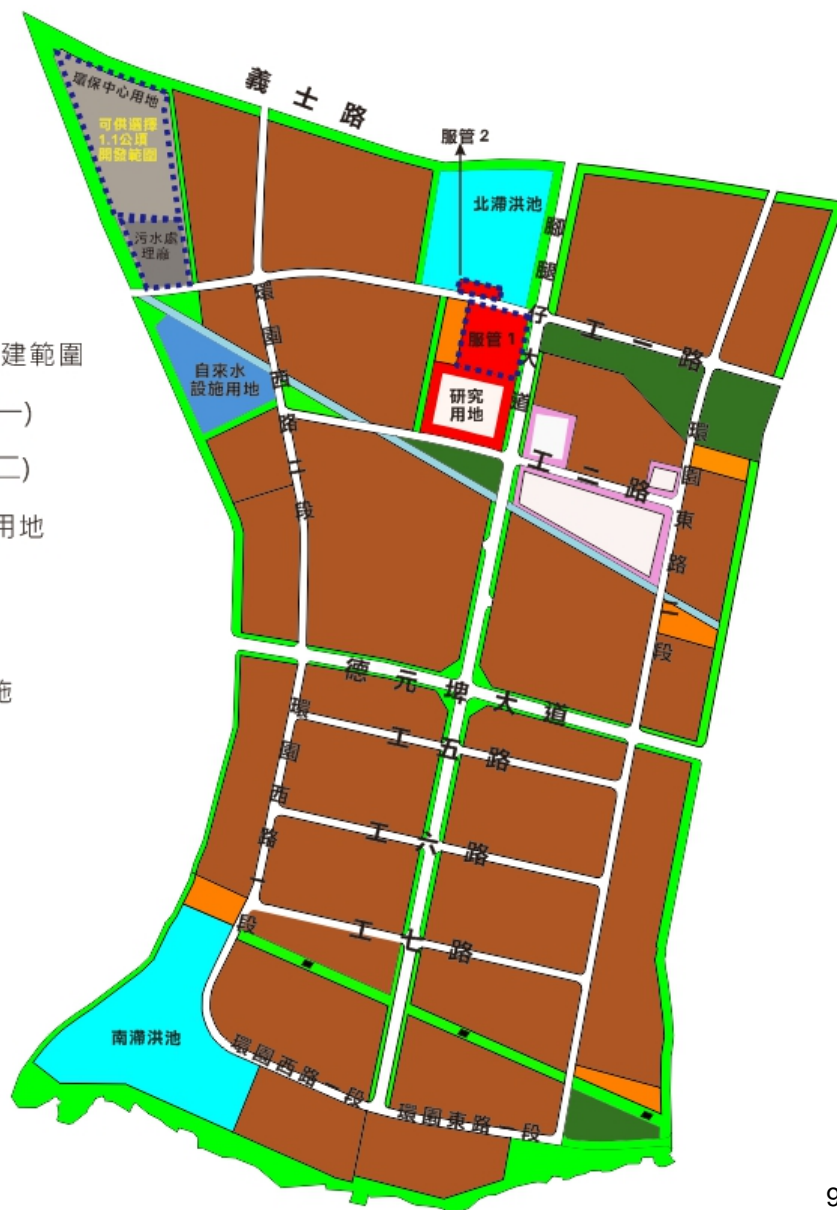 義士路
環保中心用地
可供選擇
1.1公頃
開發範圍
污水處
理廠
服管 2
北滯洪池
建範圍
一)
二)
用地
施
自來水
設施用地
服管 1
研究
用地
腳腿仔大道
工一路
工二路
環園西路二段
環園東路二段
德元埤大道
工五路
工六路
工七路
環園西路一段
南滯洪池
環園西路一段
環園東路一段
9